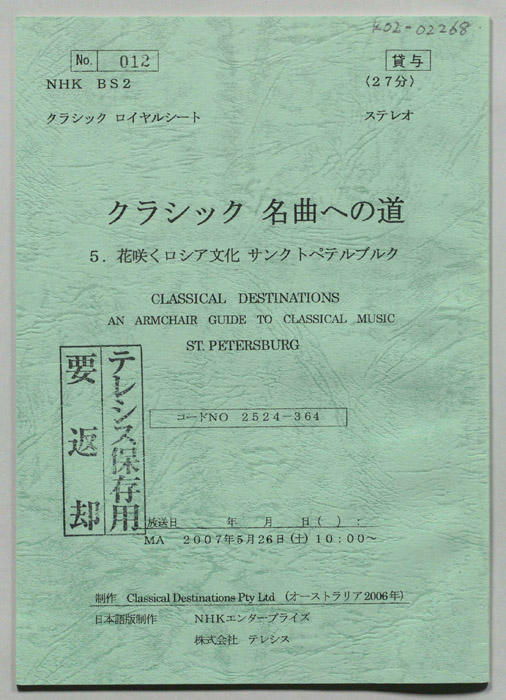 K02-02268
No. 012
貸与
NHK BS2
(27分)
クラシック ロイヤルシート
ステレオ
クラシック 名曲への道
5. 花咲くロシア文化 サンクトペテルブルク
CLASSICAL DESTINATIONS
AN ARMCHAIR GUIDE TO CLASSICAL MUSIC
ST. PETERSBURG
テレシス保存用
要返却
コードNO 2524-364
放送日 年 月 日( ) :
MA 2007年5月26日(土) 10:00～
制作 Classical Destinations Pty Ltd (オーストラリア2006年)
日本語版制作 NHKエンタープライズ
株式会社 テレシス